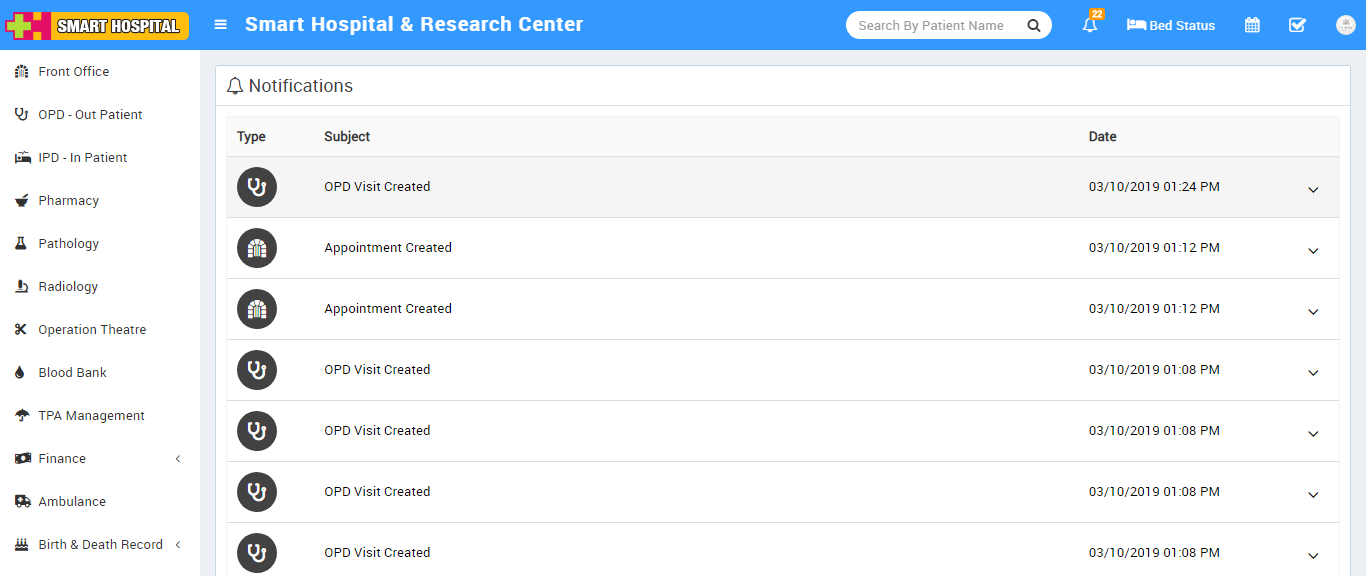 SMART HOSPITAL
Smart Hospital & Research Center
Search By Patient Name
22
Bed Status
Front Office
OPD - Out Patient
IPD - In Patient
Pharmacy
Pathology
Radiology
Operation Theatre
Blood Bank
TPA Management
Finance
Ambulance
Birth & Death Record
Notifications
Type Subject Date
OPD Visit Created 03/10/2019 01:24 PM
Appointment Created 03/10/2019 01:12 PM
Appointment Created 03/10/2019 01:12 PM
OPD Visit Created 03/10/2019 01:08 PM
OPD Visit Created 03/10/2019 01:08 PM
OPD Visit Created 03/10/2019 01:08 PM
OPD Visit Created 03/10/2019 01:08 PM